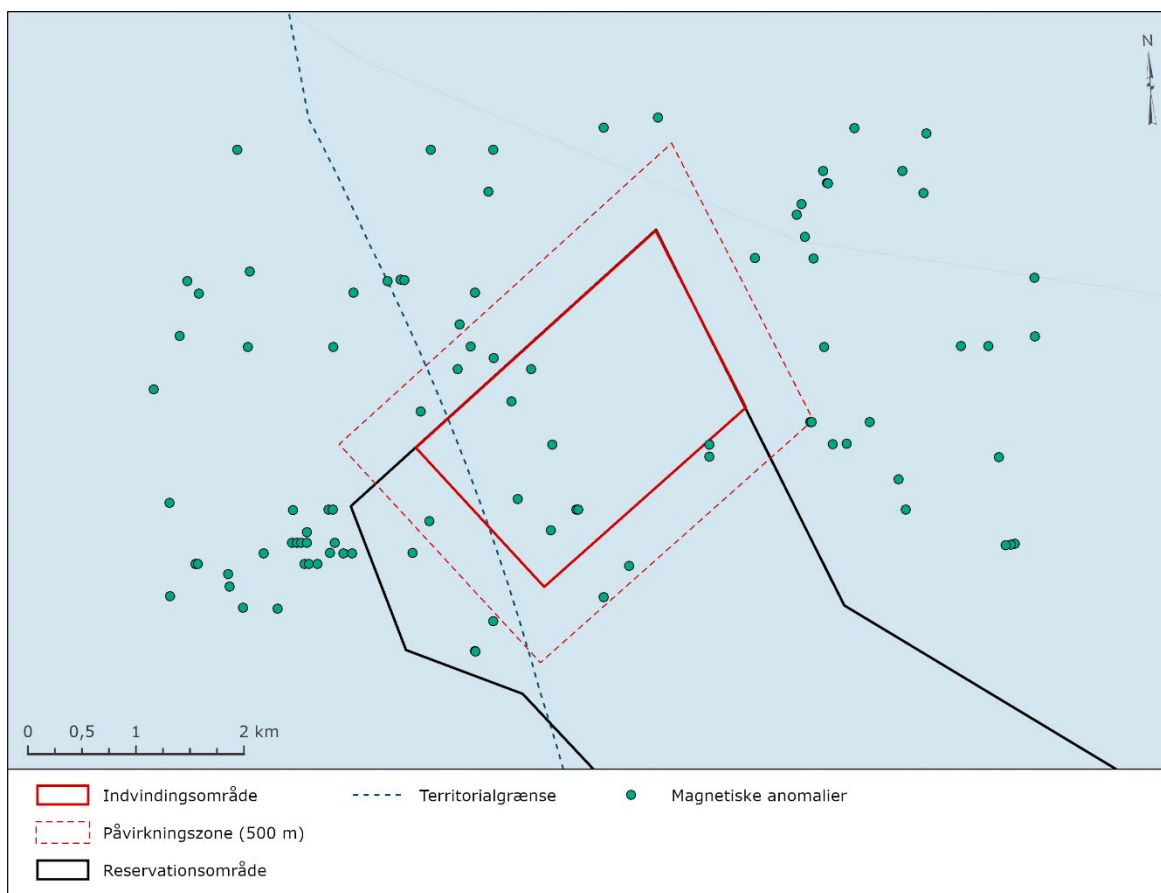 N
0 0,5 1 2 km
Indvindingsområde Territorialgrænse Magnetiske anomalier
Påvirkningszone (500 m)
Reservationsområde